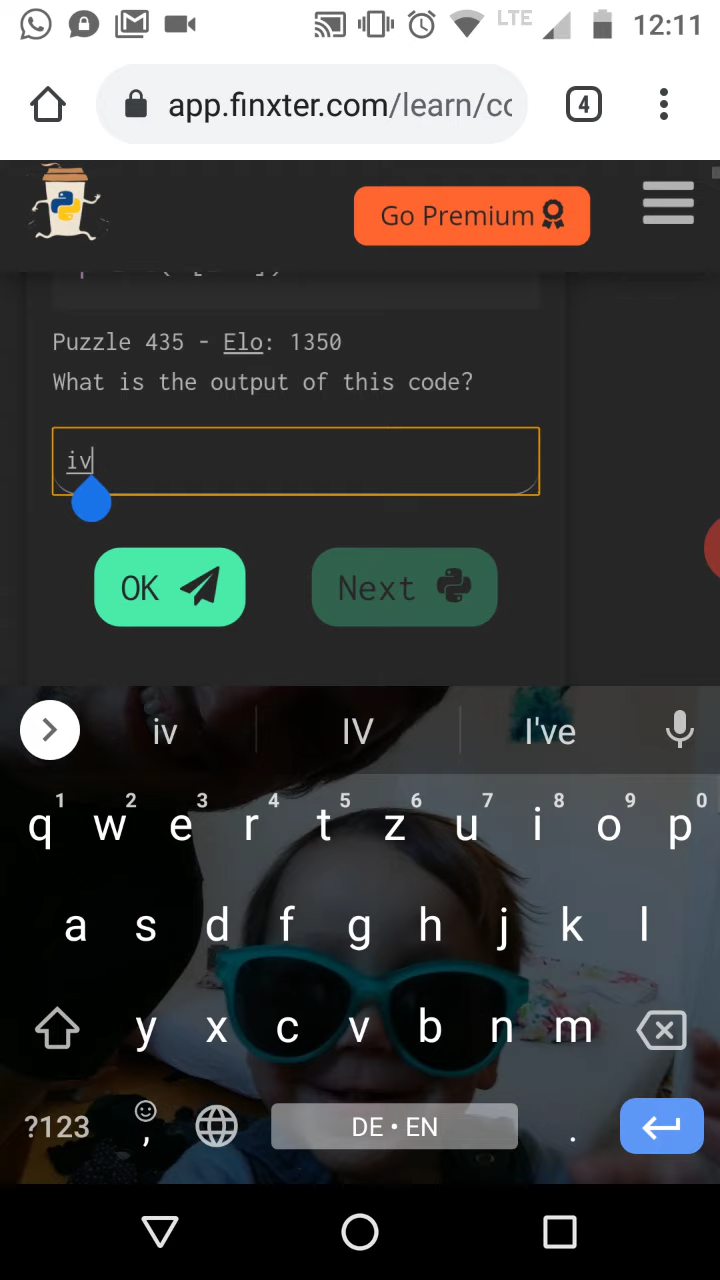 LTE 12:11
app.finxter.com/learn/co
4
Go Premium
Puzzle 435 - Elo: 1350
What is the output of this code?
iv
OK Next
iv IV I've
1 2 3 4 5 6 7 8 9 0
q w e r t z u i o p
a s d f g h j k l
y x c v b n m
?123 , DE • EN .